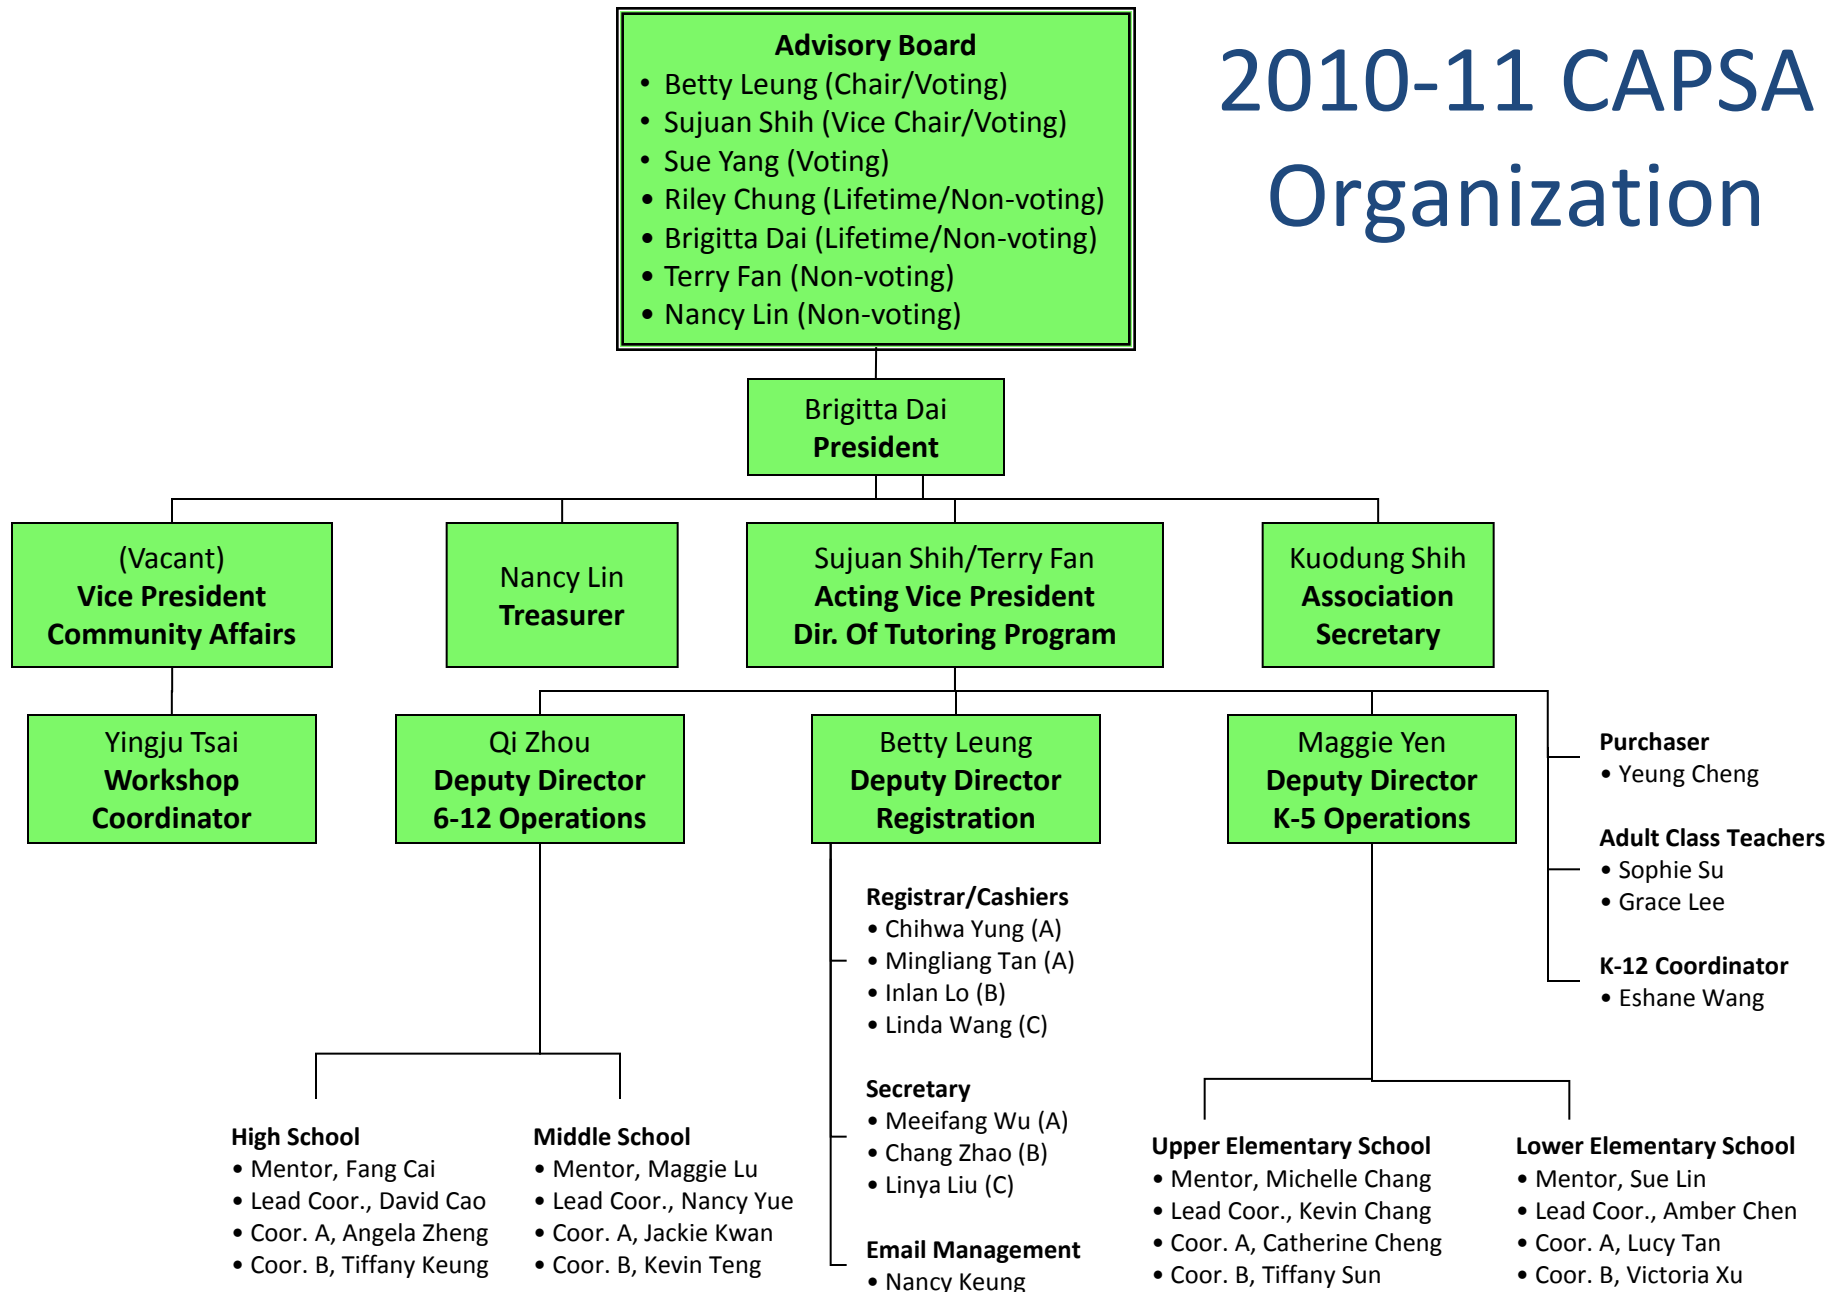 2010-11 CAPSA
Organization
Advisory Board
• Betty Leung (Chair/Voting)
• Sujuan Shih (Vice Chair/Voting)
• Sue Yang (Voting)
• Riley Chung (Lifetime/Non-voting)
• Brigitta Dai (Lifetime/Non-voting)
• Terry Fan (Non-voting)
• Nancy Lin (Non-voting)
Brigitta Dai
President
(Vacant)
Vice President
Community Affairs
Nancy Lin
Treasurer
Sujuan Shih/Terry Fan
Acting Vice President
Dir. Of Tutoring Program
Kuodung Shih
Association
Secretary
Yingju Tsai
Workshop
Coordinator
Qi Zhou
Deputy Director
6-12 Operations
Betty Leung
Deputy Director
Registration
Maggie Yen
Deputy Director
K-5 Operations
Purchaser
• Yeung Cheng
Adult Class Teachers
• Sophie Su
• Grace Lee
K-12 Coordinator
• Eshane Wang
High School
• Mentor, Fang Cai
• Lead Coor., David Cao
• Coor. A, Angela Zheng
• Coor. B, Tiffany Keung
Middle School
• Mentor, Maggie Lu
• Lead Coor., Nancy Yue
• Coor. A, Jackie Kwan
• Coor. B, Kevin Teng
Registrar/Cashiers
• Chihwa Yung (A)
• Mingliang Tan (A)
• Inlan Lo (B)
• Linda Wang (C)
Secretary
• Meeifang Wu (A)
• Chang Zhao (B)
• Linya Liu (C)
Email Management
• Nancy Keung
Upper Elementary School
• Mentor, Michelle Chang
• Lead Coor., Kevin Chang
• Coor. A, Catherine Cheng
• Coor. B, Tiffany Sun
Lower Elementary School
• Mentor, Sue Lin
• Lead Coor., Amber Chen
• Coor. A, Lucy Tan
• Coor. B, Victoria Xu